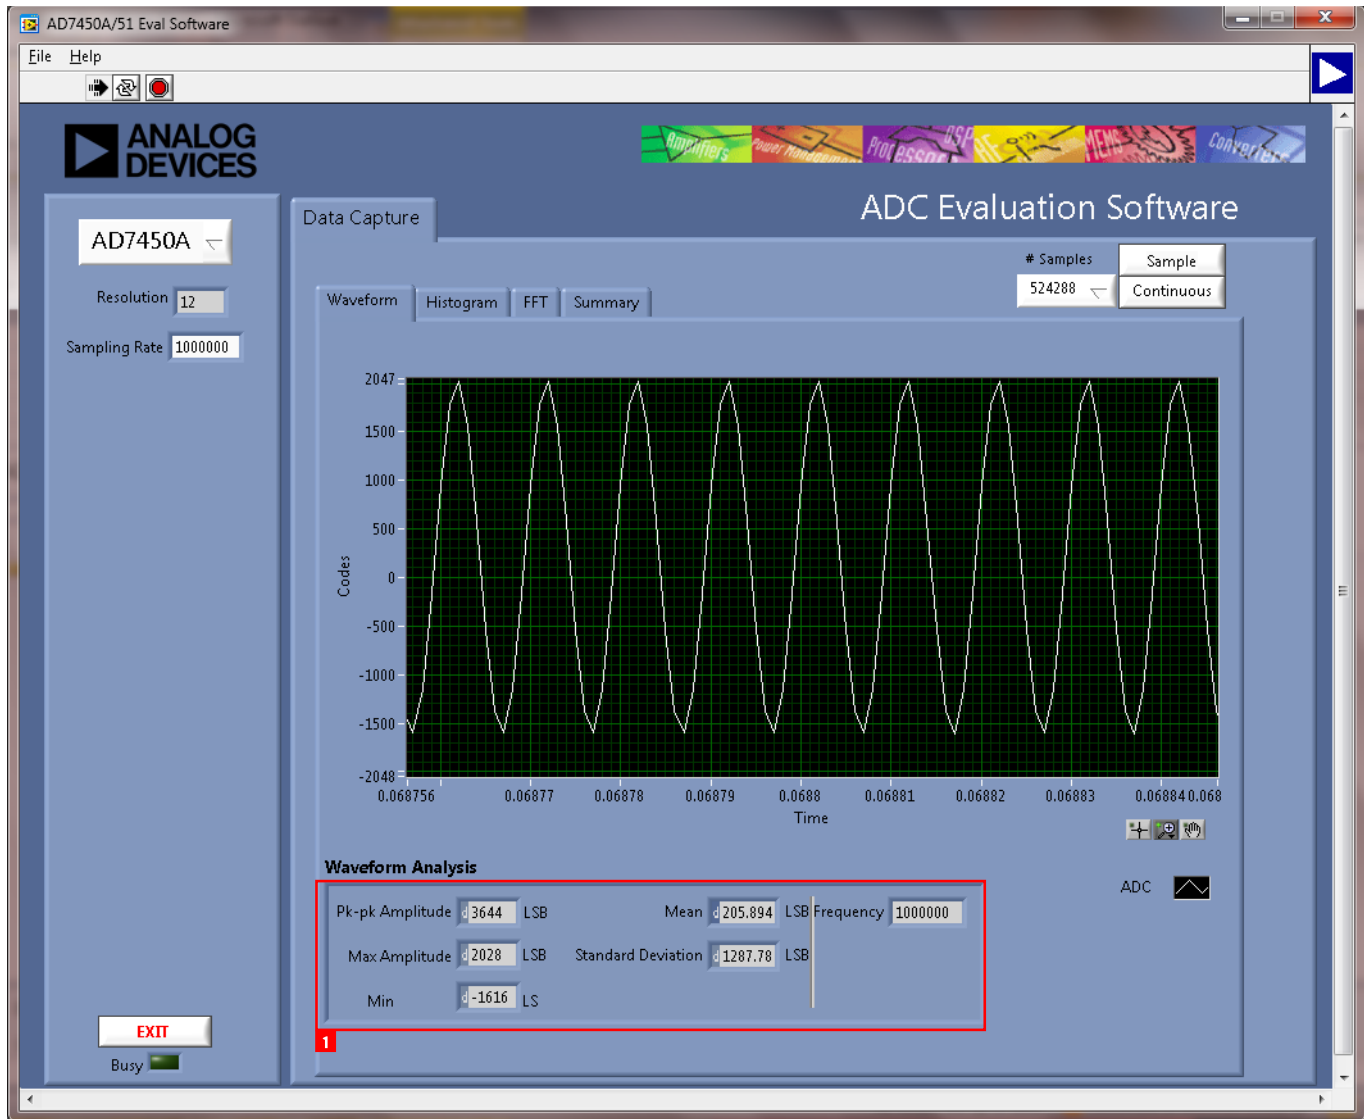 AD7450A/51 Eval Software
File Help
ANALOG
DEVICES
Amplifiers Power Management Processors DSP RF MEMS Converters
ADC Evaluation Software
AD7450A
Resolution 12
Sampling Rate 1000000
Data Capture
# Samples
524288
Sample
Continuous
Waveform Histogram FFT Summary
2047
1500
1000
500
0
-500
-1000
-1500
-2048
Codes
0.068756 0.06877 0.06878 0.06879 0.0688 0.06881 0.06882 0.06883 0.06884 0.068
Time
ADC
Waveform Analysis
Pk-pk Amplitude d 3644 LSB Mean d 205.894 LSB Frequency 1000000
Max Amplitude d 2028 LSB Standard Deviation d 1287.78 LSB
Min d -1616 LS
1
EXIT
Busy